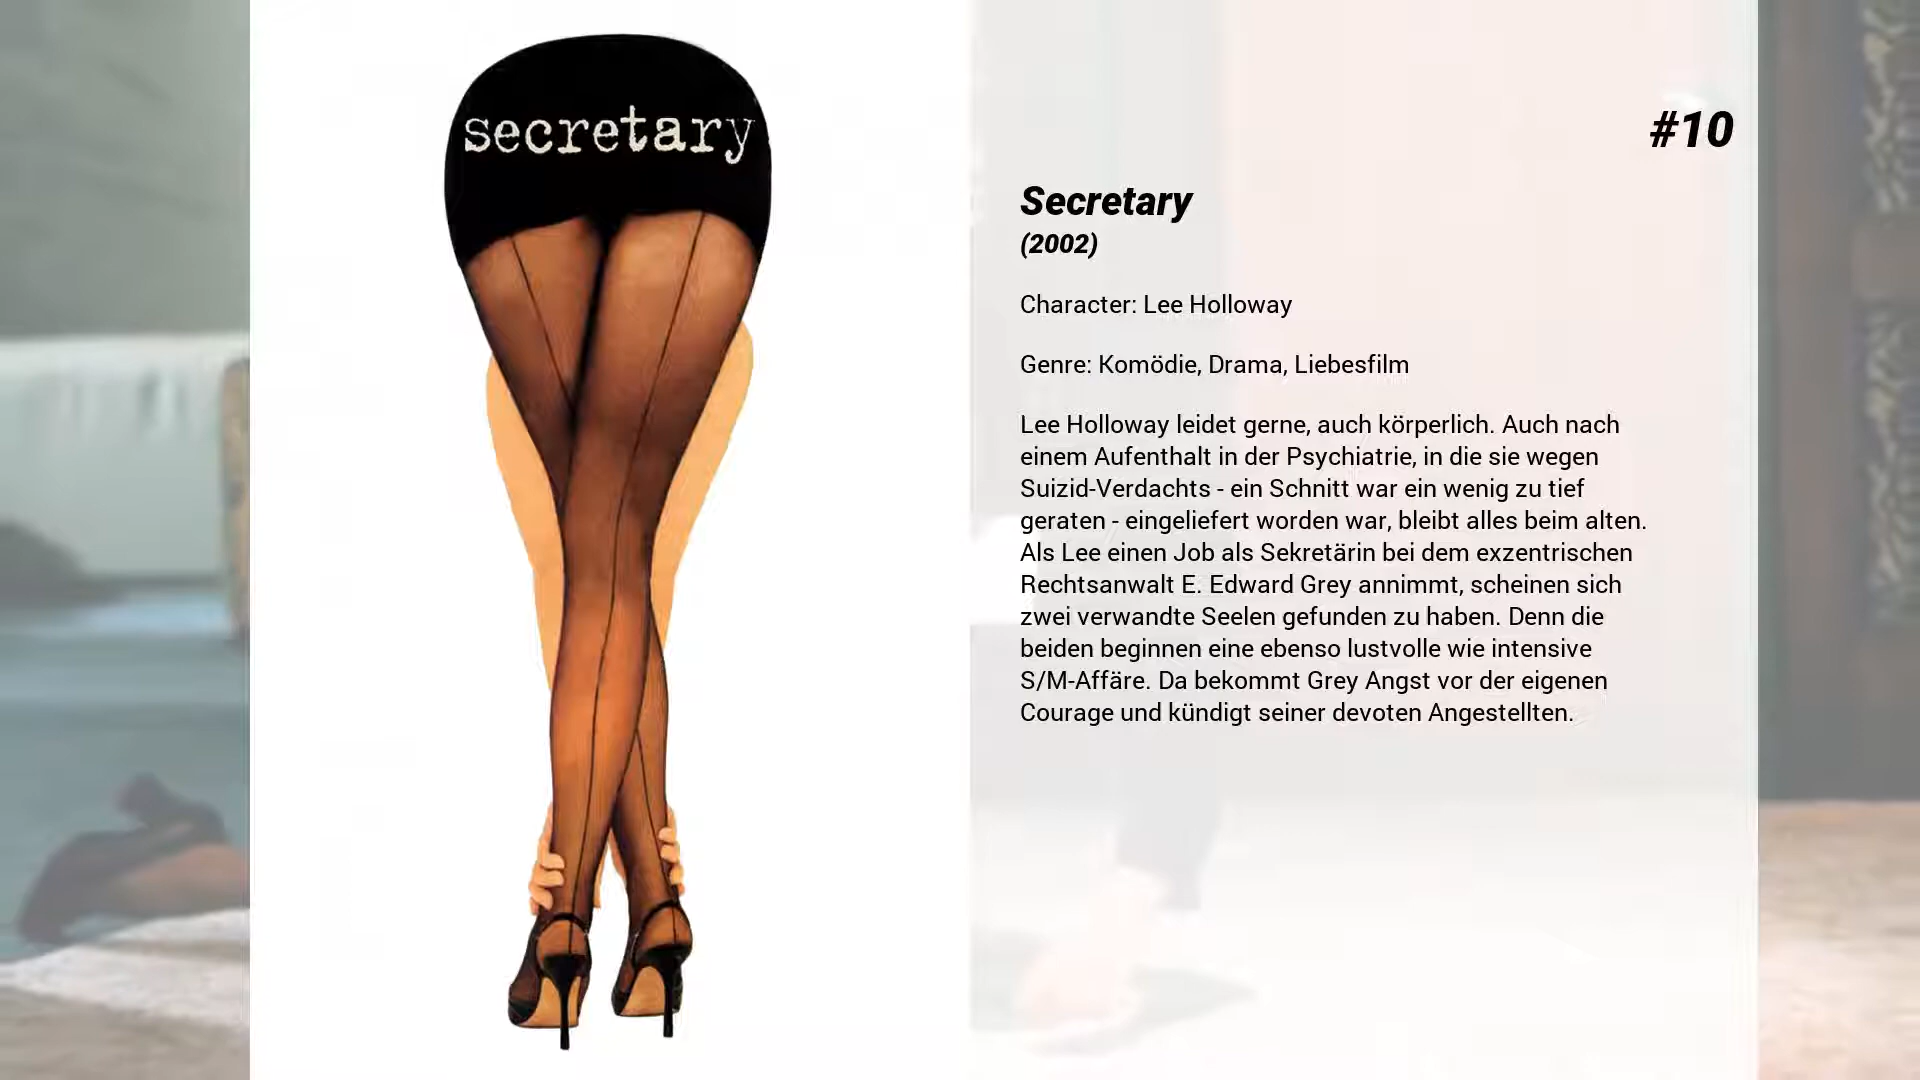 secretary
#10
Secretary
(2002)
Character: Lee Holloway
Genre: Komödie, Drama, Liebesfilm
Lee Holloway leidet gerne, auch körperlich. Auch nach
einem Aufenthalt in der Psychiatrie, in die sie wegen
Suizid-Verdachts - ein Schnitt war ein wenig zu tief
geraten - eingeliefert worden war, bleibt alles beim alten.
Als Lee einen Job als Sekretärin bei dem exzentrischen
Rechtsanwalt E. Edward Grey annimmt, scheinen sich
zwei verwandte Seelen gefunden zu haben. Denn die
beiden beginnen eine ebenso lustvolle wie intensive
S/M-Affäre. Da bekommt Grey Angst vor der eigenen
Courage und kündigt seiner devoten Angestellten.